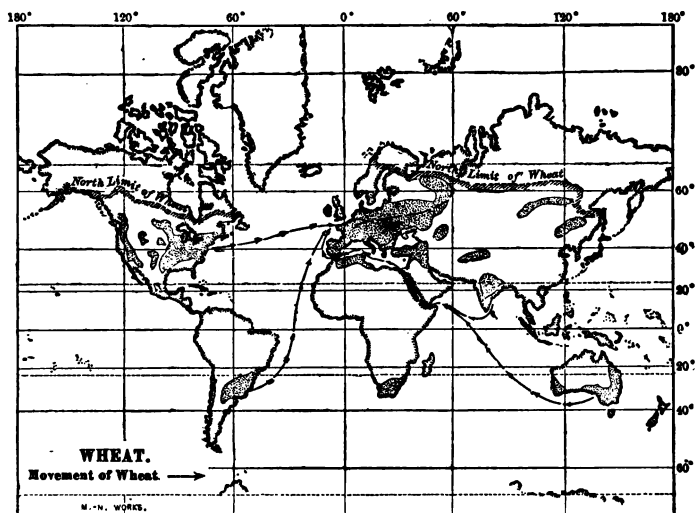 180° 120° 60° 0° 60° 120° 180°
80°
North Limit of Wheat
North Limit of Wheat
60°
40°
20°
0°
20°
40°
60°
WHEAT.
Movement of Wheat.
M.-N. WORKS.